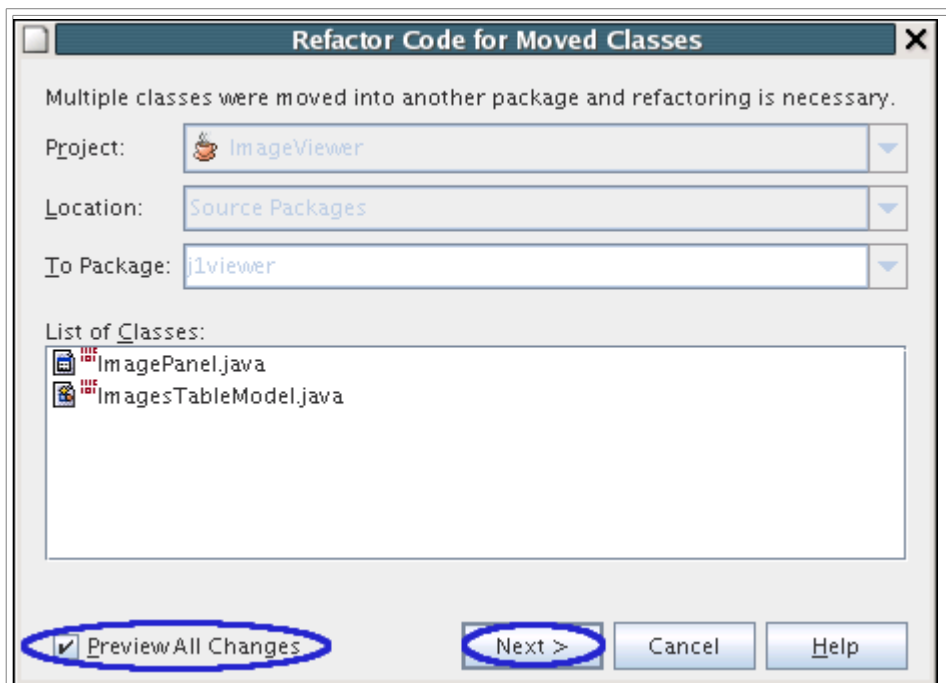 Refactor Code for Moved Classes
Multiple classes were moved into another package and refactoring is necessary.
Project: ImageViewer
Location: Source Packages
To Package: j1viewer
List of Classes:
ImagePanel.java
ImagesTableModel.java
Preview All Changes Next > Cancel Help